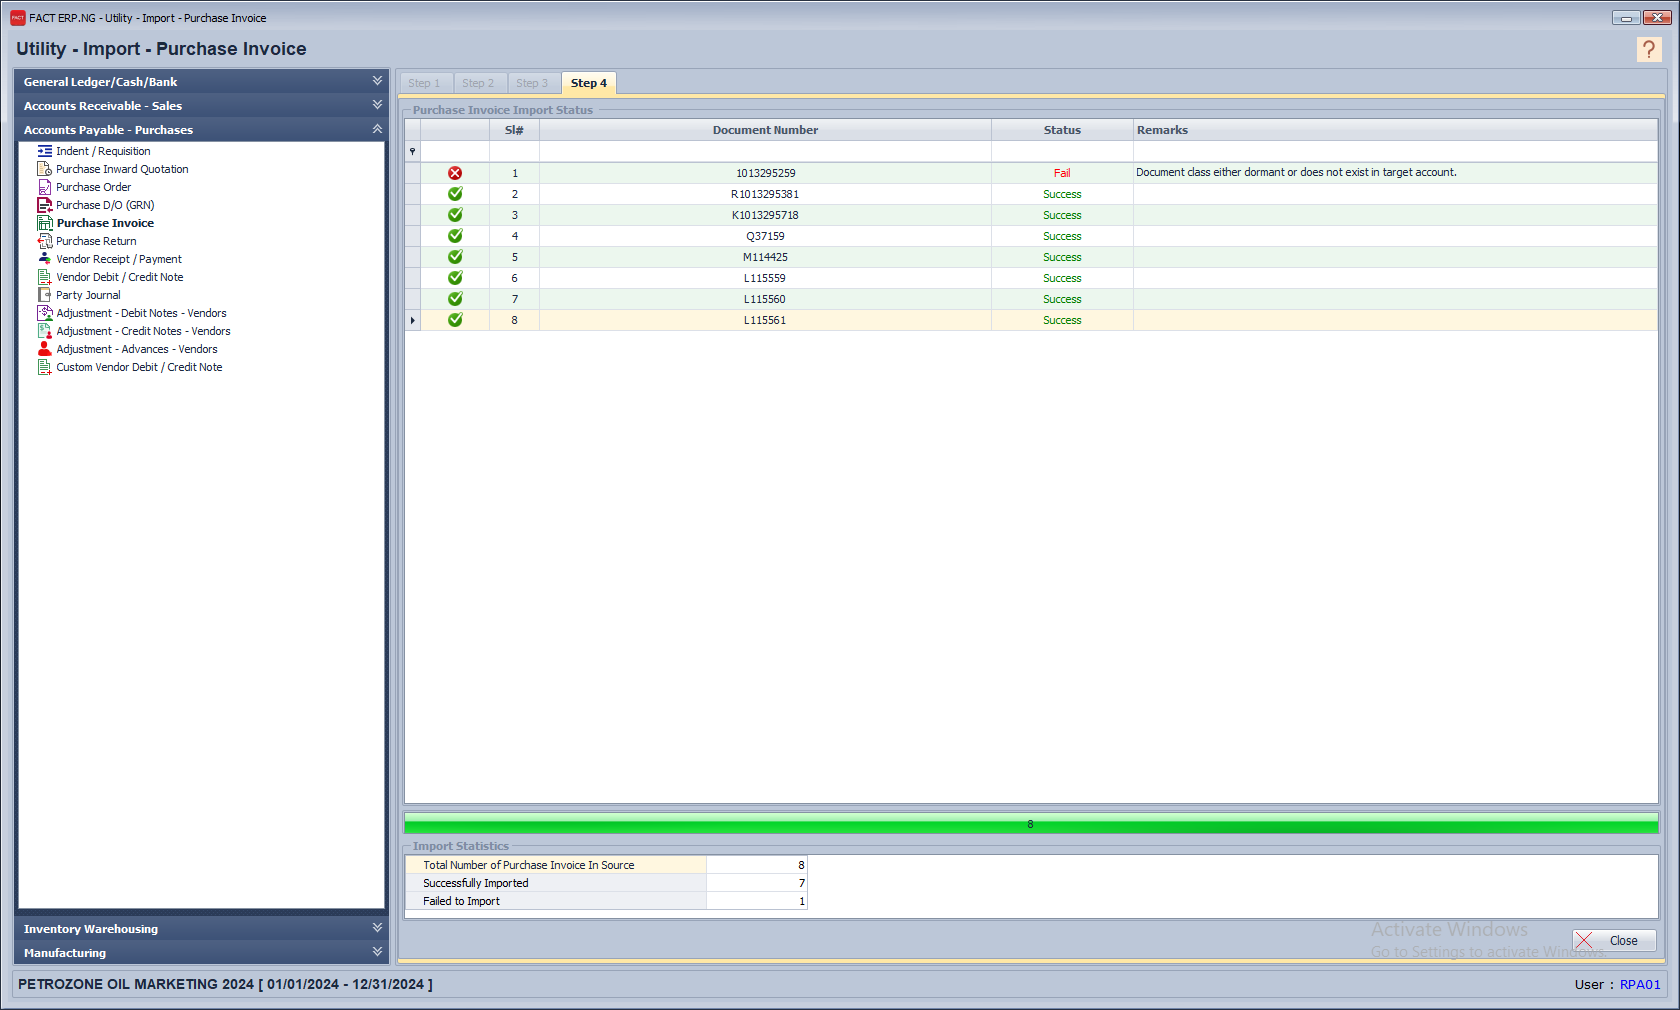 FACT FACT ERP.NG - Utility - Import - Purchase Invoice
Utility - Import - Purchase Invoice
?
General Ledger/Cash/Bank
Accounts Receivable - Sales
Accounts Payable - Purchases
Indent / Requisition
Purchase Inward Quotation
Purchase Order
Purchase D/O (GRN)
Purchase Invoice
Purchase Return
Vendor Receipt / Payment
Vendor Debit / Credit Note
Party Journal
Adjustment - Debit Notes - Vendors
Adjustment - Credit Notes - Vendors
Adjustment - Advances - Vendors
Custom Vendor Debit / Credit Note
Inventory Warehousing
Manufacturing
Step 1 Step 2 Step 3 Step 4
Purchase Invoice Import Status
Sl# Document Number Status Remarks
1 1013295259 Fail Document class either dormant or does not exist in target account.
2 R1013295381 Success
3 K1013295718 Success
4 Q37159 Success
5 M114425 Success
6 L115559 Success
7 L115560 Success
8 L115561 Success
8
Import Statistics
Total Number of Purchase Invoice In Source 8
Successfully Imported 7
Failed to Import 1
Activate Windows
Go to Settings to activate Windows.
Close
PETROZONE OIL MARKETING 2024 [ 01/01/2024 - 12/31/2024 ]
User : RPA01